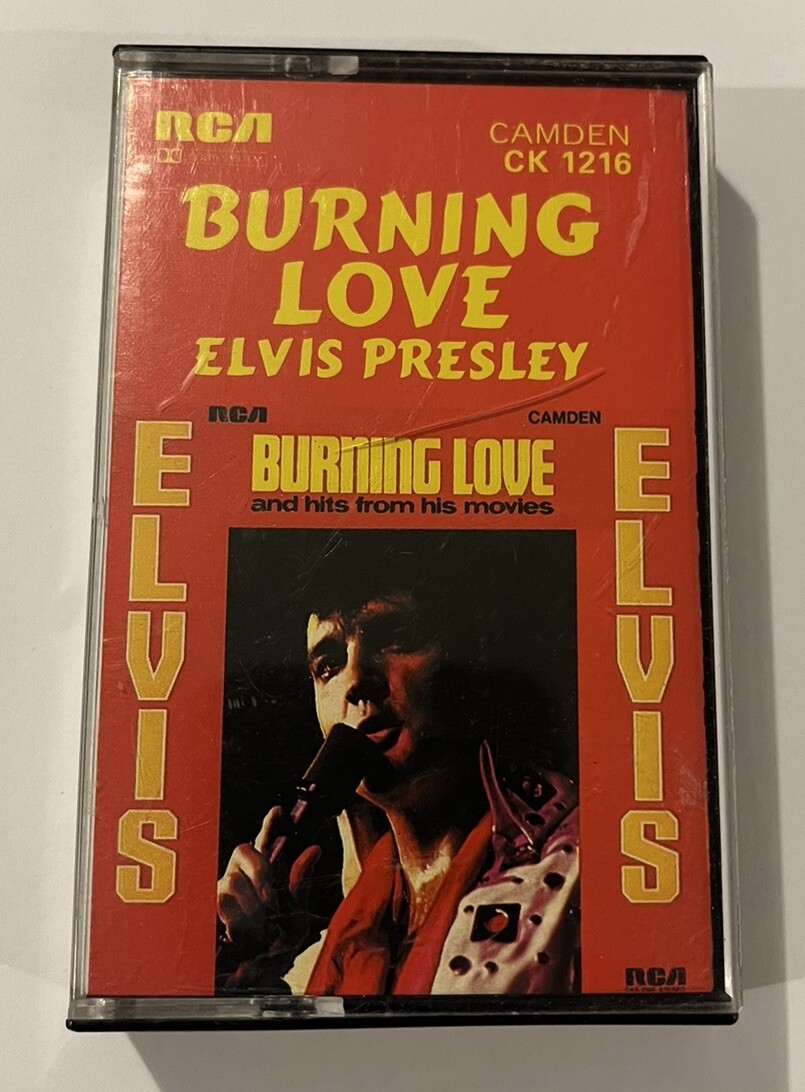 RCA
CAMDEN
CK 1216
BURNING
LOVE
ELVIS PRESLEY
RCA
CAMDEN
BURNING LOVE
and hits from his movies
ELVIS
ELVIS
RCA